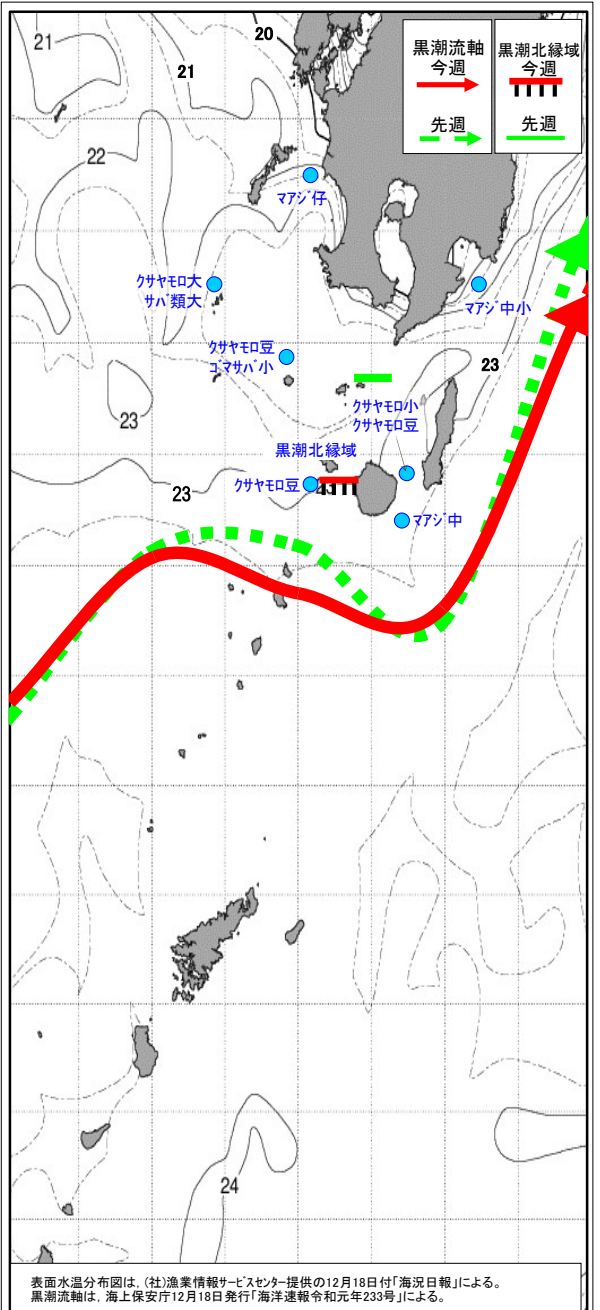 黒潮流軸
今週
先週
黒潮北縁域
今週
先週
21
20
21
22
マアジ仔
クサヤモロ大
サバ類大
マアジ中小
クサヤモロ豆
ゴマサバ小
23
23
クサヤモロ小
クサヤモロ豆
黒潮北縁域
クサヤモロ豆
23
23
マアジ中
24
表面水温分布図は，(社)漁業情報サービスセンター提供の12月18日付「海況日報」による。
黒潮流軸は，海上保安庁12月18日発行「海洋速報令和元年233号」による。